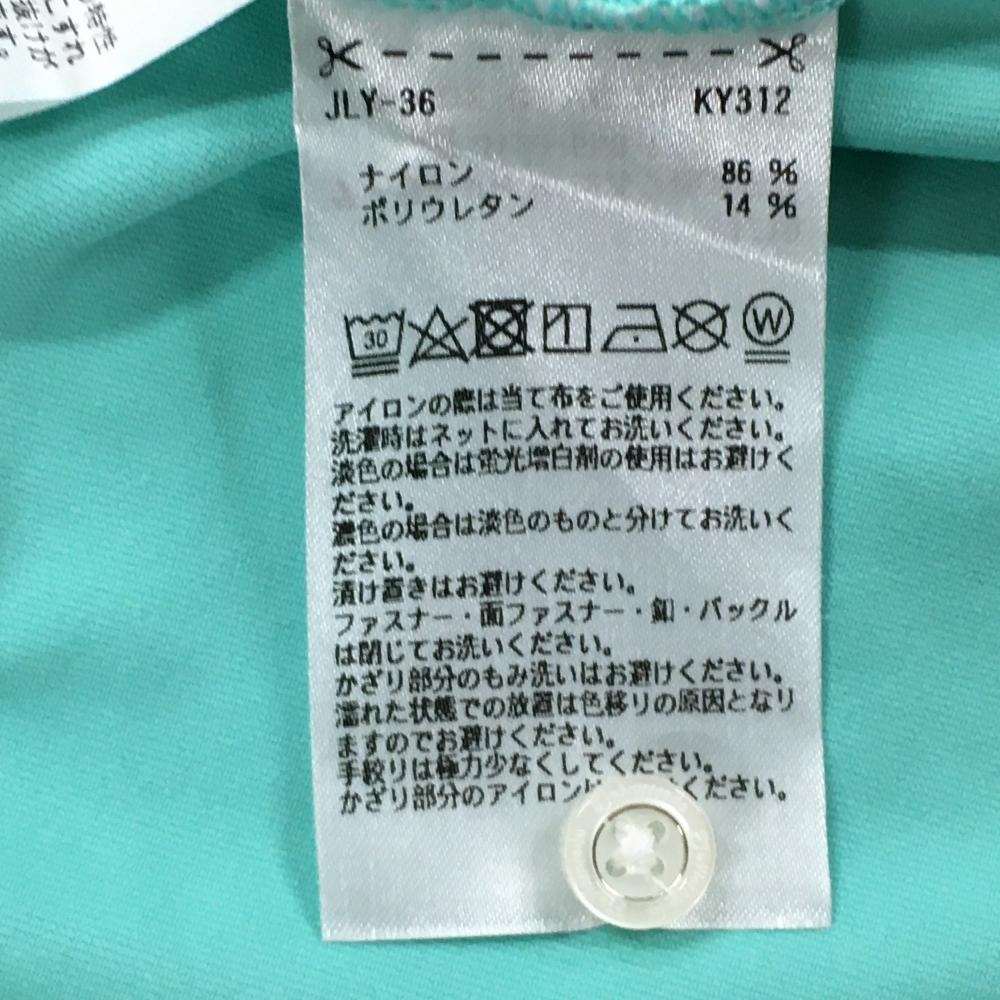 JLY-36 KY312
ナイロン 86 %
ポリウレタン 14 %
30
W
アイロンの際は当て布をご使用ください。
洗濯時はネットに入れてお洗いください。
淡色の場合は蛍光増白剤の使用はお避けく
ださい。
濃色の場合は淡色のものと分けてお洗いく
ださい。
漬け置きはお避けください。
ファスナー・面ファスナー・釦・バックル
は閉じてお洗いください。
かざり部分のもみ洗いはお避けください。
濡れた状態での放置は色移りの原因となり
ますのでお避けください。
手絞りは極力少なくしてください。
かざり部分のアイロン ください。